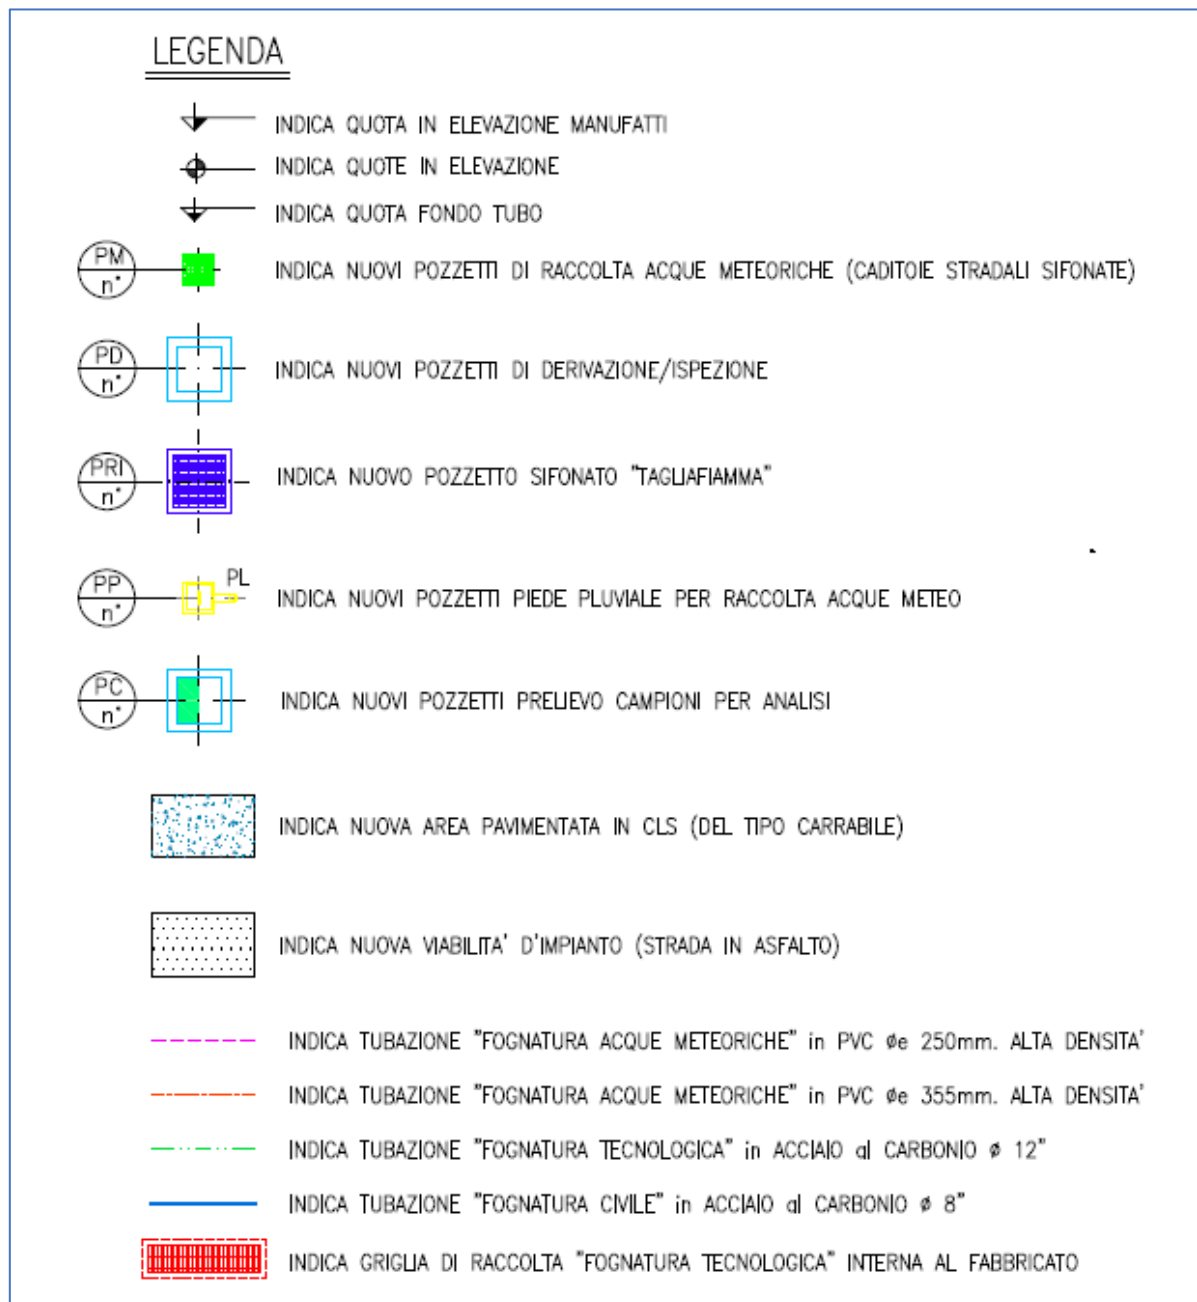 LEGENDA
INDICA QUOTA IN ELEVAZIONE MANUFATTI
INDICA QUOTE IN ELEVAZIONE
INDICA QUOTA FONDO TUBO
PM
n°
INDICA NUOVI POZZETTI DI RACCOLTA ACQUE METEORICHE (CADITOIE STRADALI SIFONATE)
PD
n°
INDICA NUOVI POZZETTI DI DERIVAZIONE/ISPEZIONE
PRI
n°
INDICA NUOVO POZZETTO SIFONATO "TAGLIAFIAMMA"
PP
n°
PL
INDICA NUOVI POZZETTI PIEDE PLUVIALE PER RACCOLTA ACQUE METEO
PC
n°
INDICA NUOVI POZZETTI PRELIEVO CAMPIONI PER ANALISI
INDICA NUOVA AREA PAVIMENTATA IN CLS (DEL TIPO CARRABILE)
INDICA NUOVA VIABILITA' D'IMPIANTO (STRADA IN ASFALTO)
INDICA TUBAZIONE "FOGNATURA ACQUE METEORICHE" in PVC øe 250mm. ALTA DENSITA'
INDICA TUBAZIONE "FOGNATURA ACQUE METEORICHE" in PVC øe 355mm. ALTA DENSITA'
INDICA TUBAZIONE "FOGNATURA TECNOLOGICA" in ACCIAIO al CARBONIO ø 12"
INDICA TUBAZIONE "FOGNATURA CIVILE" in ACCIAIO al CARBONIO ø 8"
INDICA GRIGLIA DI RACCOLTA "FOGNATURA TECNOLOGICA" INTERNA AL FABBRICATO